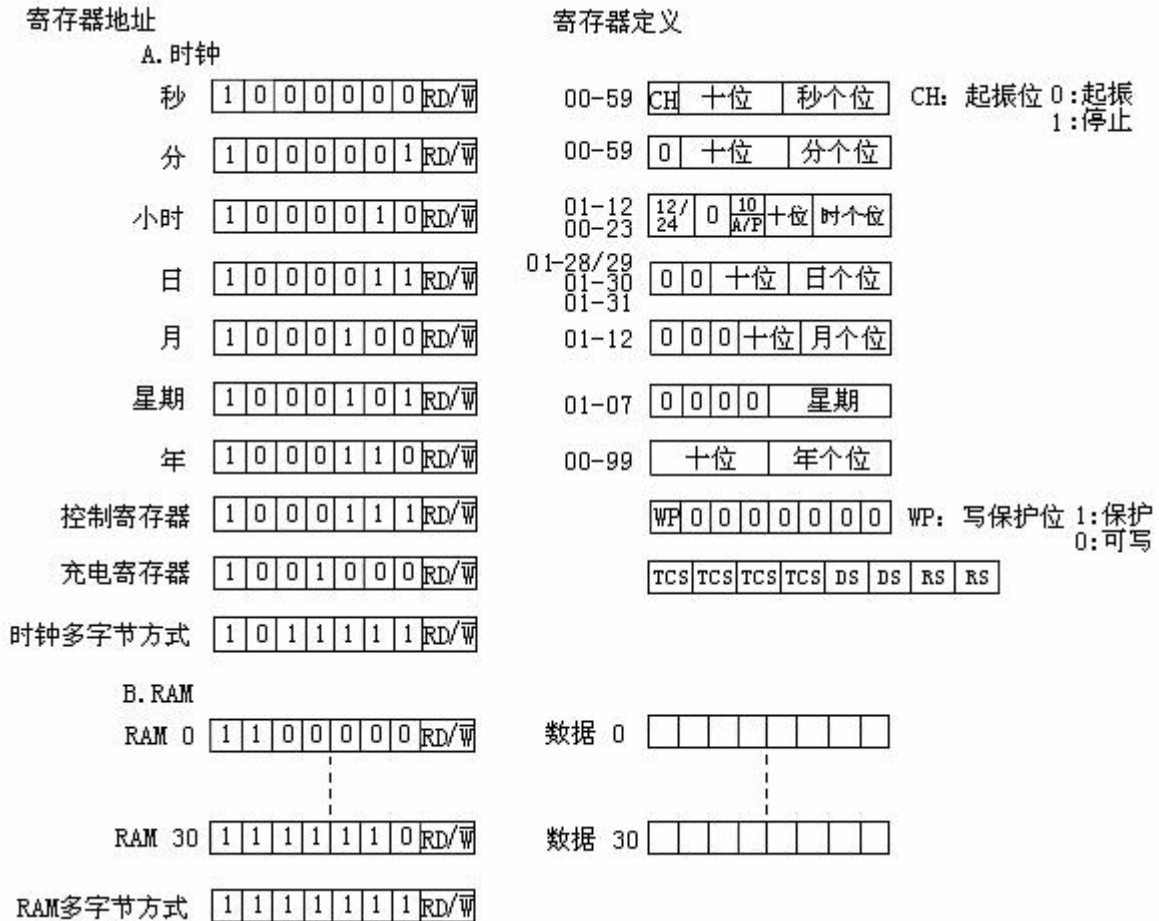 寄存器地址 寄存器定义
A.时钟
秒 1 0 0 0 0 0 0 RD/W̅ 00-59 CH 十位 秒个位 CH: 起振位 0:起振
1:停止
分 1 0 0 0 0 0 1 RD/W̅ 00-59 0 十位 分个位
小时 1 0 0 0 0 1 0 RD/W̅ 01-12 00-23 12/24 0 10 A/P 十位 时个位
日 1 0 0 0 0 1 1 RD/W̅ 01-28/29 01-30 01-31 0 0 十位 日个位
月 1 0 0 0 1 0 0 RD/W̅ 01-12 0 0 0 十位 月个位
星期 1 0 0 0 1 0 1 RD/W̅ 01-07 0 0 0 0 星期
年 1 0 0 0 1 1 0 RD/W̅ 00-99 十位 年个位
控制寄存器 1 0 0 0 1 1 1 RD/W̅ WP 0 0 0 0 0 0 0 WP: 写保护位 1:保护
0:可写
充电寄存器 1 0 0 1 0 0 0 RD/W̅ TCS TCS TCS TCS DS DS RS RS
时钟多字节方式 1 0 1 1 1 1 1 RD/W̅
B.RAM
RAM 0 1 1 0 0 0 0 0 RD/W̅ 数据 0
RAM 30 1 1 1 1 1 1 0 RD/W̅ 数据 30
RAM多字节方式 1 1 1 1 1 1 1 RD/W̅